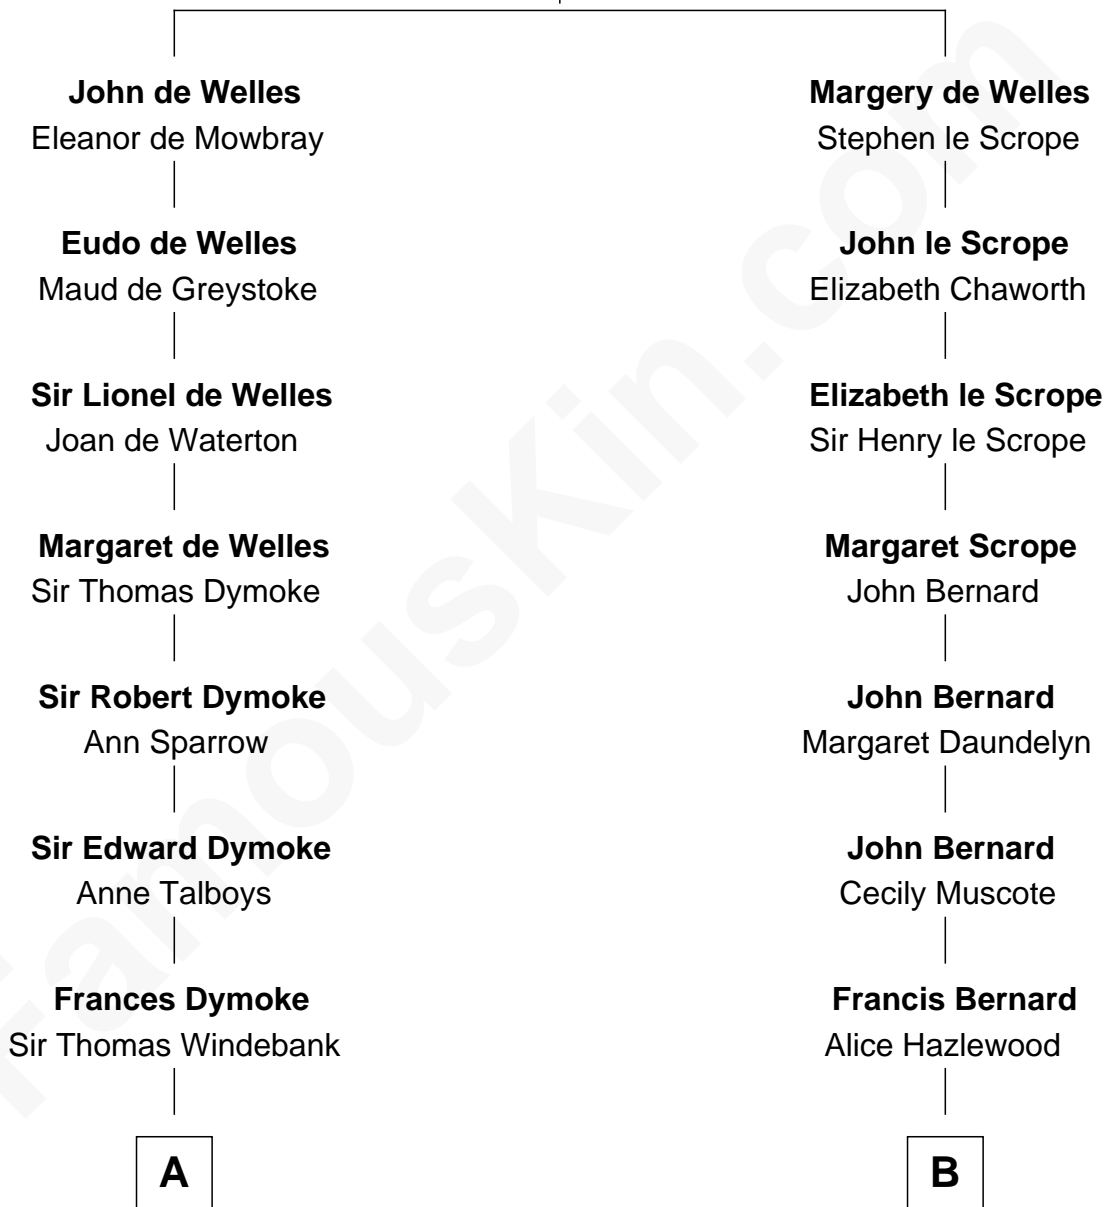 John de Welles
Eleanor de Mowbray
Eudo de Welles
Maud de Greystoke
Sir Lionel de Welles
Joan de Waterton
Margaret de Welles
Sir Thomas Dymoke
Sir Robert Dymoke
Ann Sparrow
Sir Edward Dymoke
Anne Talboys
Frances Dymoke
Sir Thomas Windebank
A
Margery de Welles
Stephen le Scrope
John le Scrope
Elizabeth Chaworth
Elizabeth le Scrope
Sir Henry le Scrope
Margaret Scrope
John Bernard
John Bernard
Margaret Daundelyn
John Bernard
Cecily Muscote
Francis Bernard
Alice Hazlewood
B
FamousKin.com